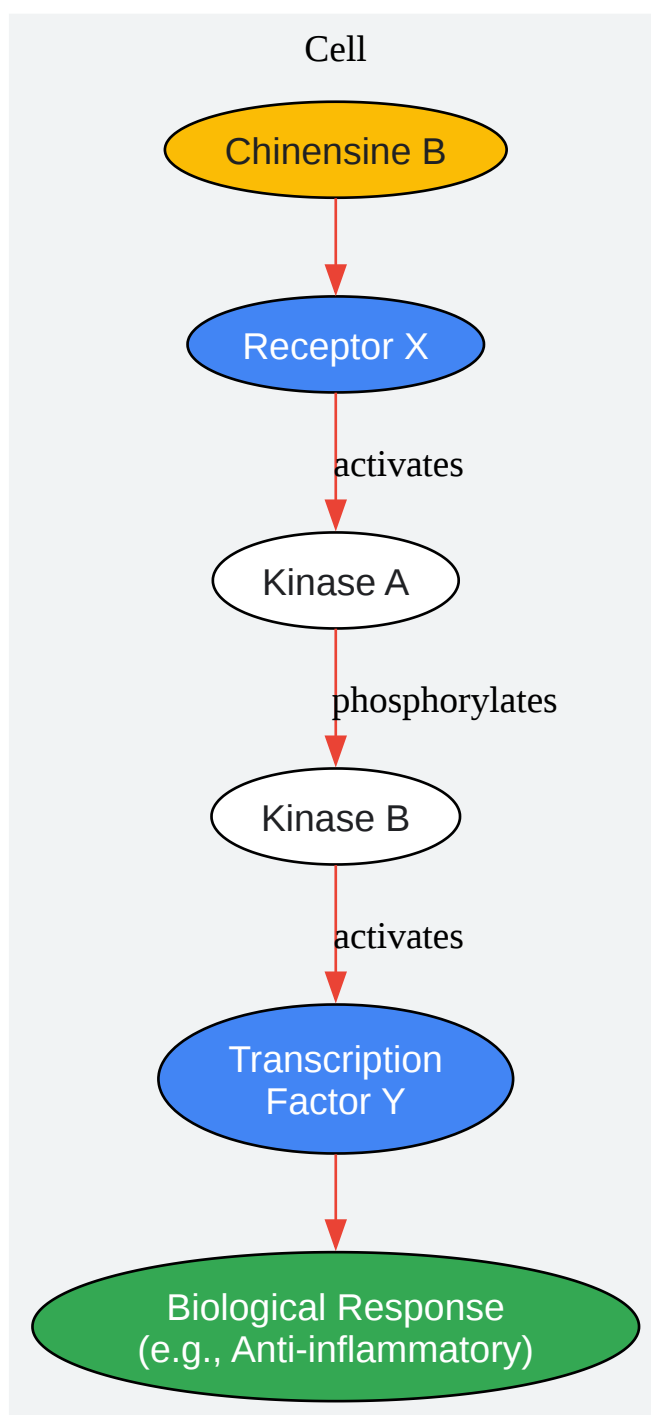 Cell
Chinensine B
Receptor X
activates
Kinase A
phosphorylates
Kinase B
activates
Transcription
Factor Y
Biological Response
(e.g., Anti-inflammatory)